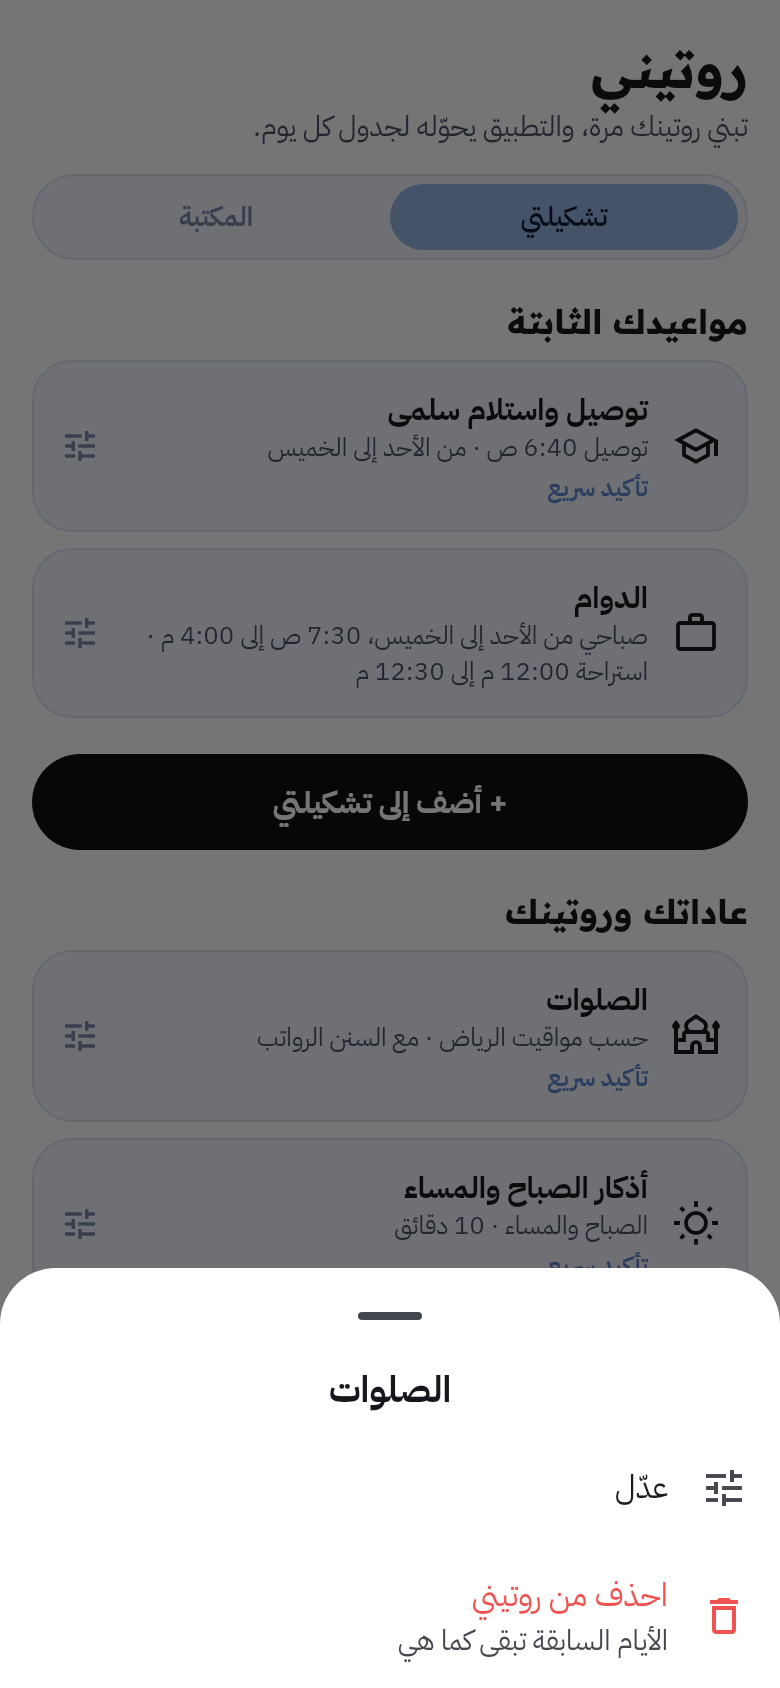 روتيني
تبني روتينك مرة، والتطبيق يحوّله لجدول كل يوم.
تشكيلتي
المكتبة
مواعيدك الثابتة
توصيل واستلام سلمى
توصيل 6:40 ص · من الأحد إلى الخميس
تأكيد سريع
الدوام
صباحي من الأحد إلى الخميس، 7:30 ص إلى 4:00 م ·
استراحة 12:00 م إلى 12:30 م
+ أضف إلى تشكيلتي
عاداتك وروتينك
الصلوات
حسب مواقيت الرياض · مع السنن الرواتب
تأكيد سريع
أذكار الصباح والمساء
الصباح والمساء · 10 دقائق
تأكيد سريع
الصلوات
عدّل
احذف من روتيني
الأيام السابقة تبقى كما هي